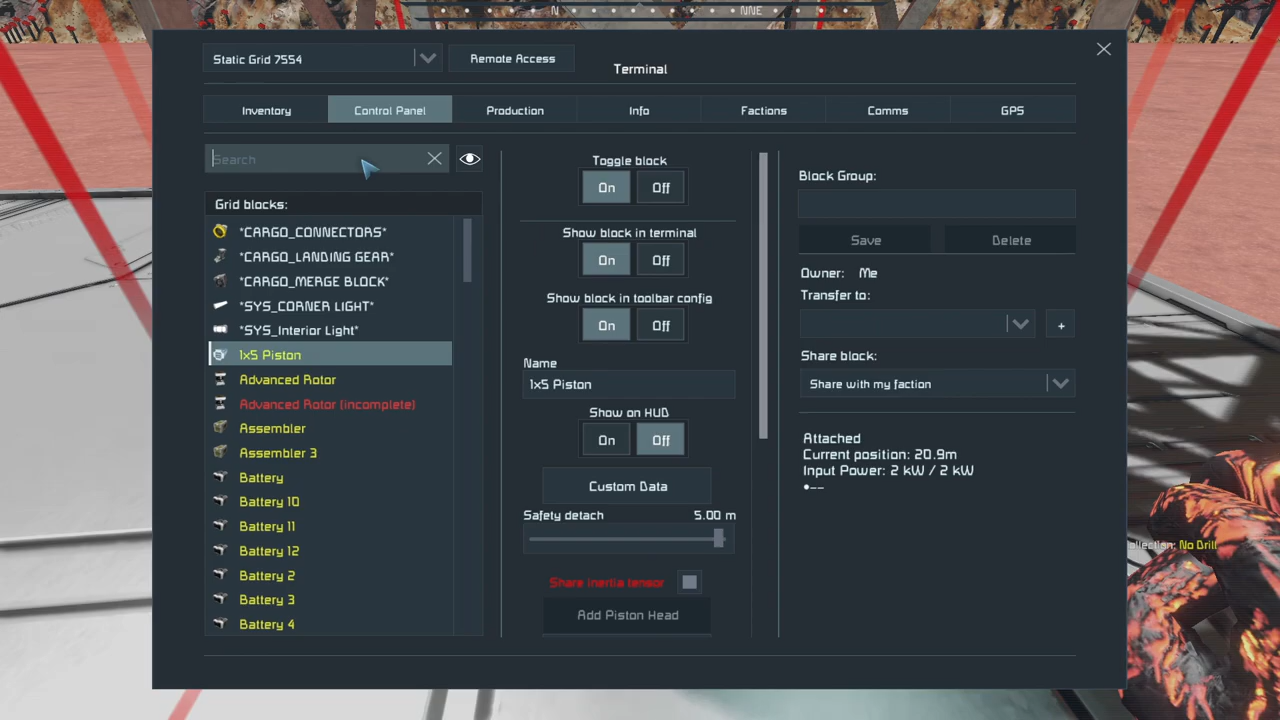 N
NNE
Static Grid 7554
Remote Access
Terminal
Inventory
Control Panel
Production
Info
Factions
Comms
GPS
Search
Grid blocks:
*CARGO_CONNECTORS*
*CARGO_LANDING GEAR*
*CARGO_MERGE BLOCK*
*SYS_CORNER LIGHT*
*SYS_Interior Light*
1x5 Piston
Advanced Rotor
Advanced Rotor (incomplete)
Assembler
Assembler 3
Battery
Battery 10
Battery 11
Battery 12
Battery 2
Battery 3
Battery 4
Toggle block
On Off
Show block in terminal
On Off
Show block in toolbar config
On Off
Name
1x5 Piston
Show on HUD
On Off
Custom Data
Safety detach 5.00 m
Share inertia tensor
Add Piston Head
Block Group:
Save Delete
Owner: Me
Transfer to:
+
Share block:
Share with my faction
Attached
Current position: 20.9m
Input Power: 2 kW / 2 kW
•--
ollection: No Drill